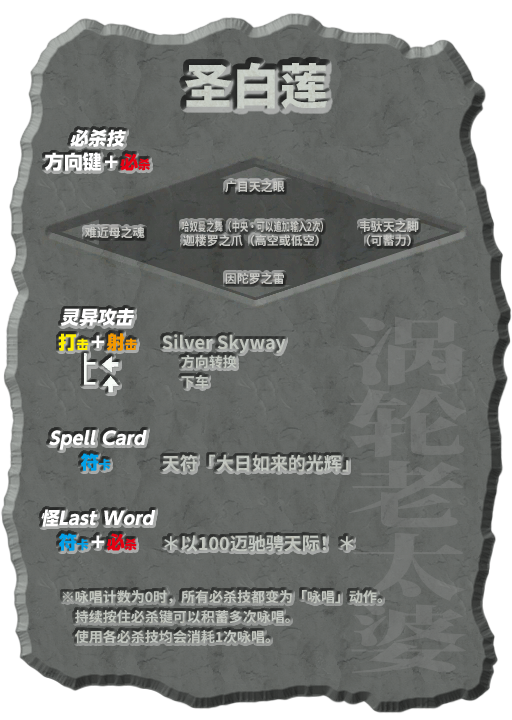 圣白莲
必杀技
方向键+必杀
广目天之眼
难近母之魂
哈奴曼之舞（中央・可以追加输入2次）
迦楼罗之爪（高空或低空）
韦驮天之脚
（可蓄力）
因陀罗之雷
灵异攻击
打击+射击
Silver Skyway
方向转换
下车
Spell Card
符卡
天符「大日如来的光辉」
怪Last Word
符卡+必杀
＊以100迈驰骋天际！＊
※咏唱计数为0时，所有必杀技都变为「咏唱」动作。
持续按住必杀键可以积蓄多次咏唱。
使用各必杀技均会消耗1次咏唱。
涡轮老太婆